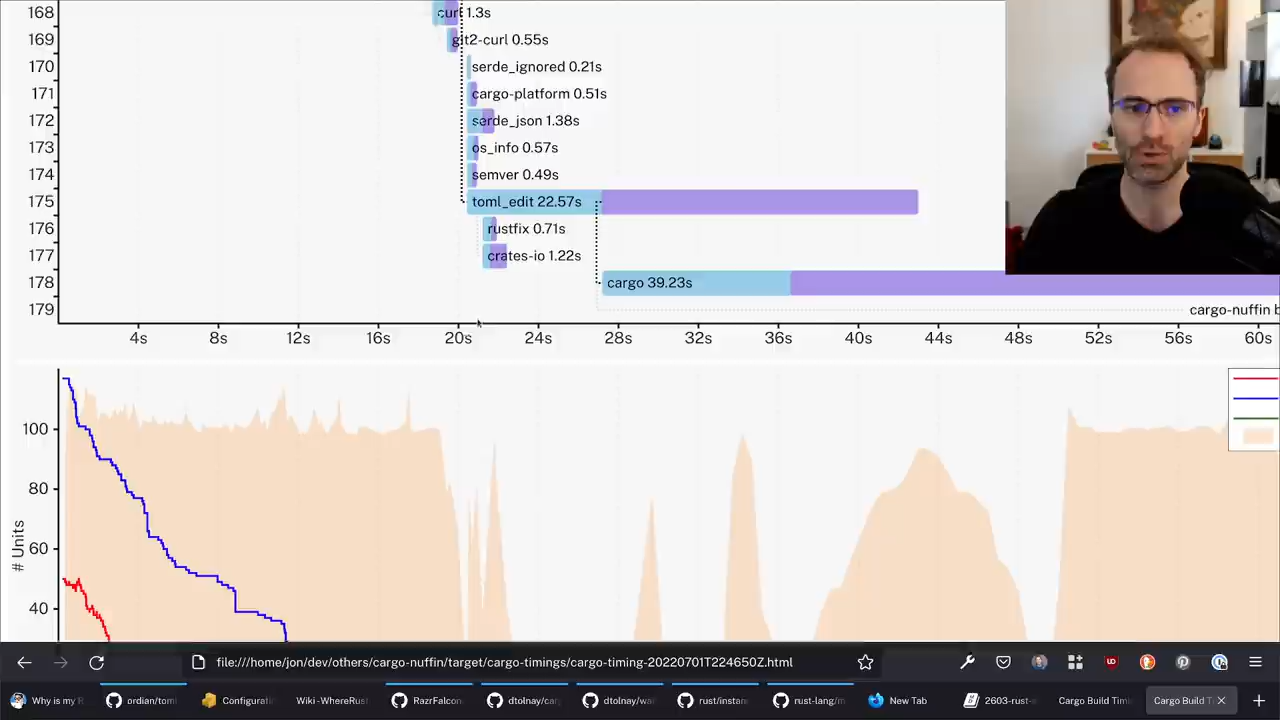 168 curl 1.3s
169 git2-curl 0.55s
170 serde_ignored 0.21s
171 cargo-platform 0.51s
172 serde_json 1.38s
173 os_info 0.57s
174 semver 0.49s
175 toml_edit 22.57s
176 rustfix 0.71s
177 crates-io 1.22s
178 cargo 39.23s
179 cargo-nuffin b
4s 8s 12s 16s 20s 24s 28s 32s 36s 40s 44s 48s 52s 56s 60s
100
80
# Units
60
40
file:///home/jon/dev/others/cargo-nuffin/target/cargo-timings/cargo-timing-20220701T224650Z.html
Why is my R ordian/tom Configurati Wiki-WhereRust RazrFalcon dtolnay/carg dtolnay/wa rust/instan rust-lang/m New Tab 2603-rust- Cargo Build Timi Cargo Build T